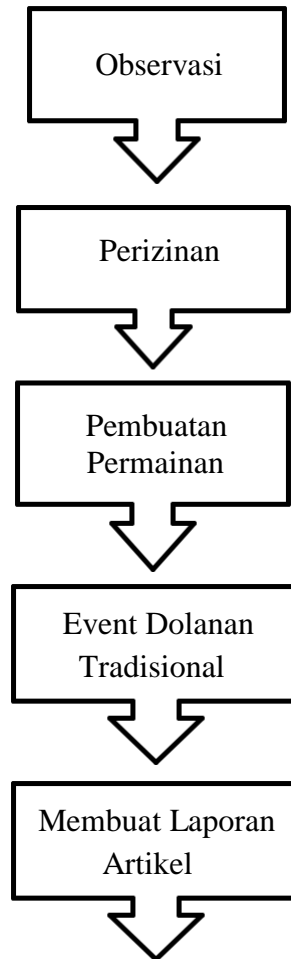 Observasi
Perizinan
Pembuatan
Permainan
Event Dolanan
Tradisional
Membuat Laporan
Artikel